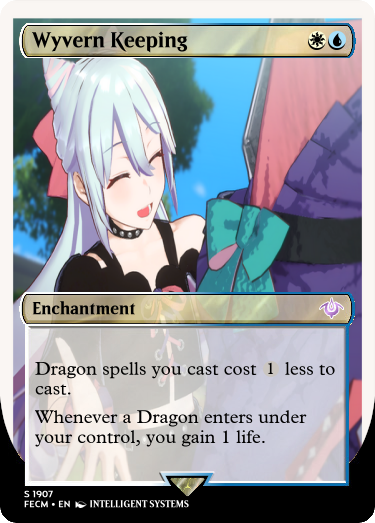 Wyvern Keeping
Enchantment
Dragon spells you cast cost 1 less to
cast.
Whenever a Dragon enters under
your control, you gain 1 life.
S 1907
FECM • EN INTELLIGENT SYSTEMS